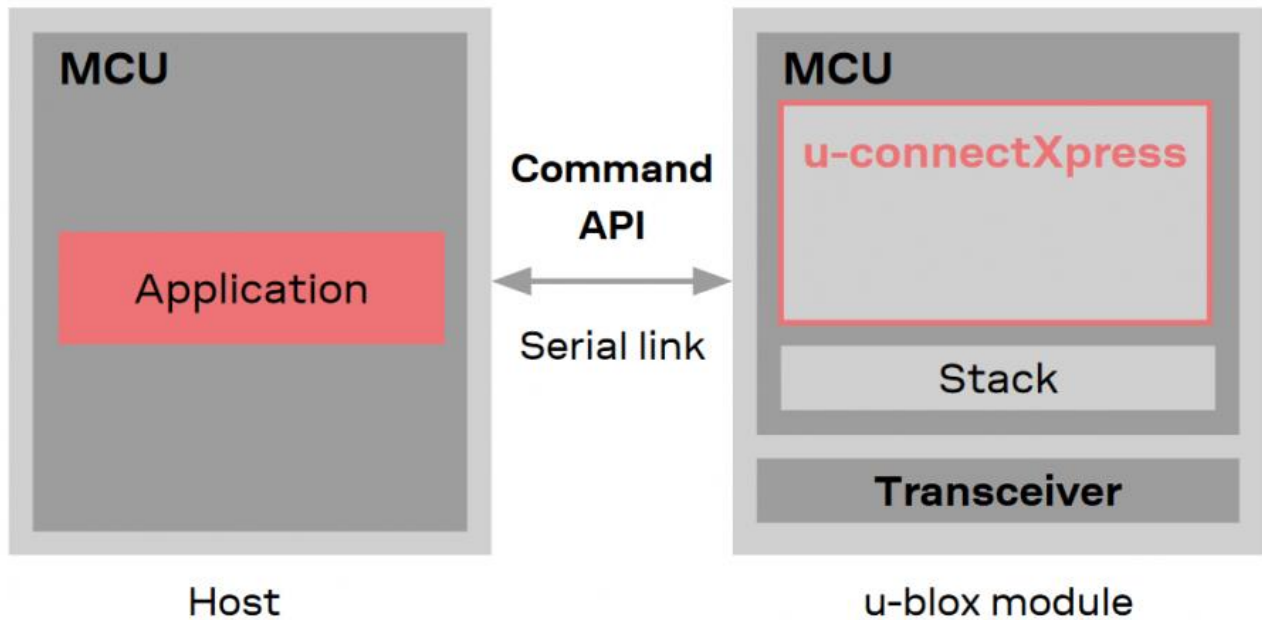 MCU
Application
Host
Command
API
Serial link
MCU
u-connectXpress
Stack
Transceiver
u-blox module